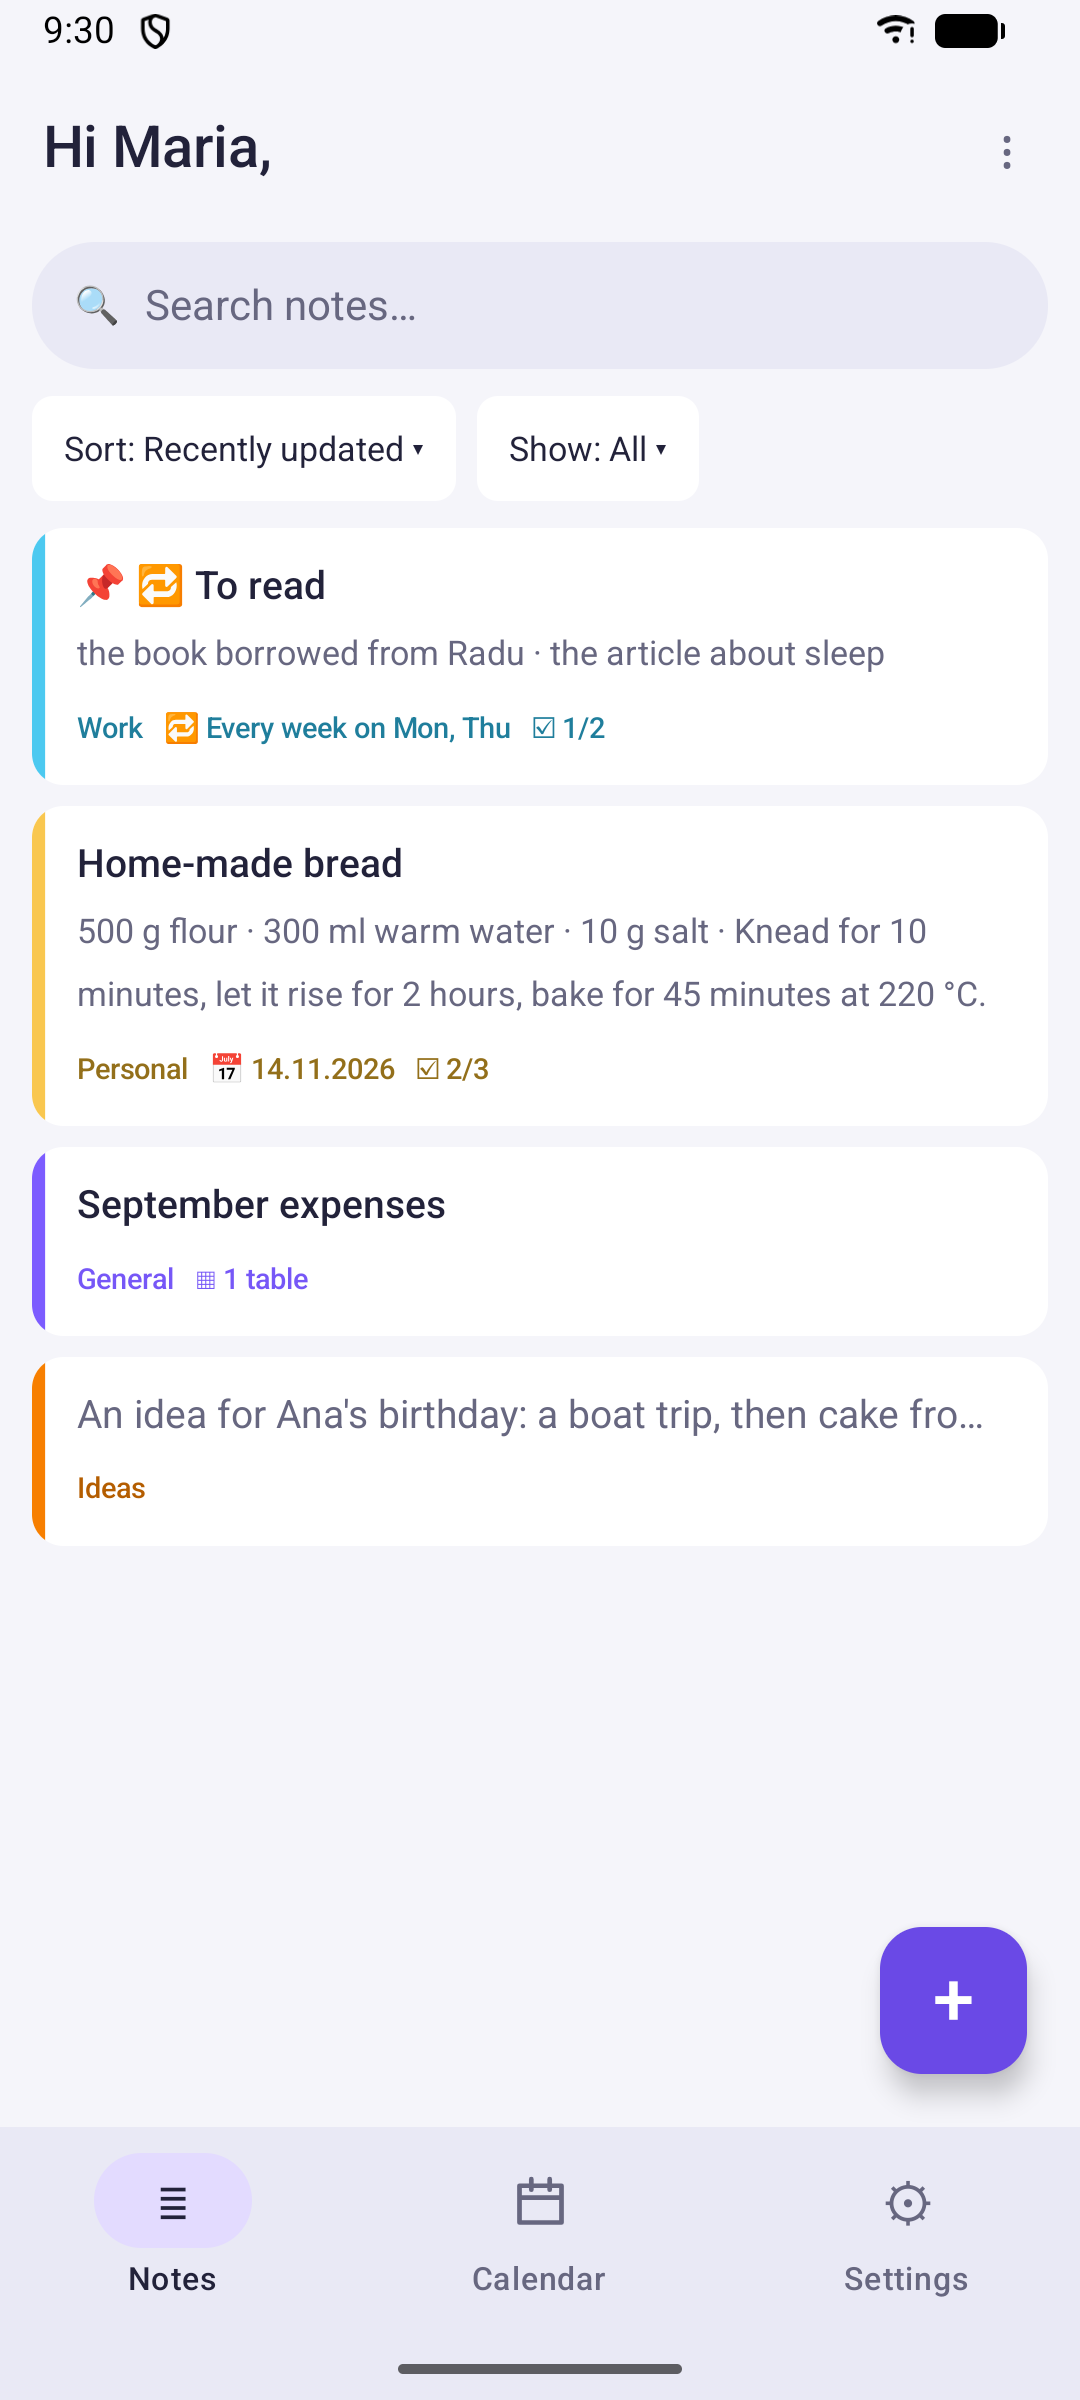 9:30
Hi Maria,
🔍 Search notes...
Sort: Recently updated ▾
Show: All ▾
📌 🔁 To read
the book borrowed from Radu · the article about sleep
Work 🔁 Every week on Mon, Thu ☑ 1/2
Home-made bread
500 g flour · 300 ml warm water · 10 g salt · Knead for 10
minutes, let it rise for 2 hours, bake for 45 minutes at 220 °C.
Personal 📅 14.11.2026 ☑ 2/3
September expenses
General ▦ 1 table
An idea for Ana's birthday: a boat trip, then cake fro...
Ideas
+
Notes
Calendar
Settings